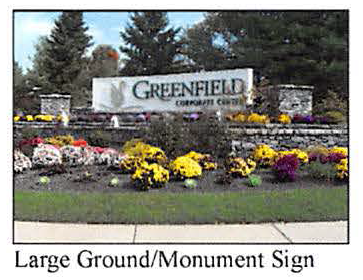 GREENFIELD
CORPORATE CENTER
Large Ground/Monument Sign